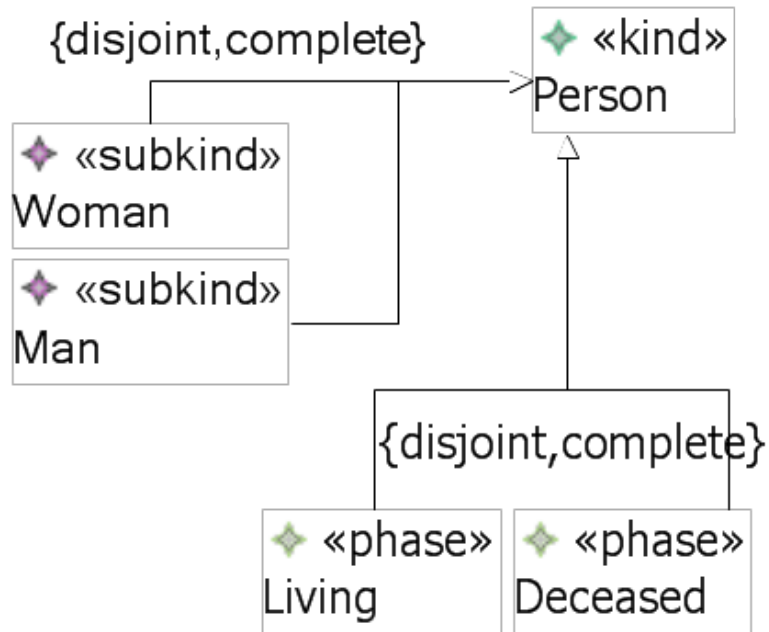 {disjoint,complete}
«kind»
Person
«subkind»
Woman
«subkind»
Man
{disjoint,complete}
«phase»
Living
«phase»
Deceased